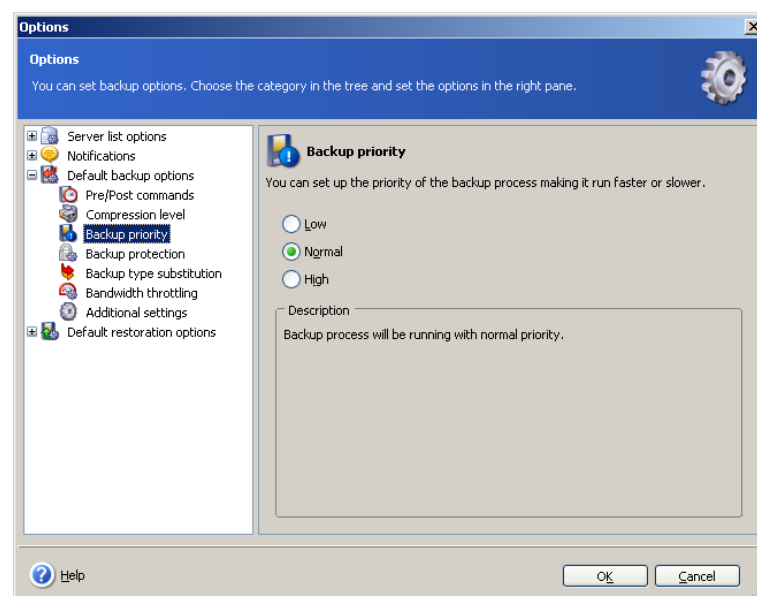 Options
Options
You can set backup options. Choose the category in the tree and set the options in the right pane.
Server list options
Notifications
Default backup options
Pre/Post commands
Compression level
Backup priority
Backup protection
Backup type substitution
Bandwidth throttling
Additional settings
Default restoration options
Backup priority
You can set up the priority of the backup process making it run faster or slower.
Low
Normal
High
Description
Backup process will be running with normal priority.
Help
OK
Cancel